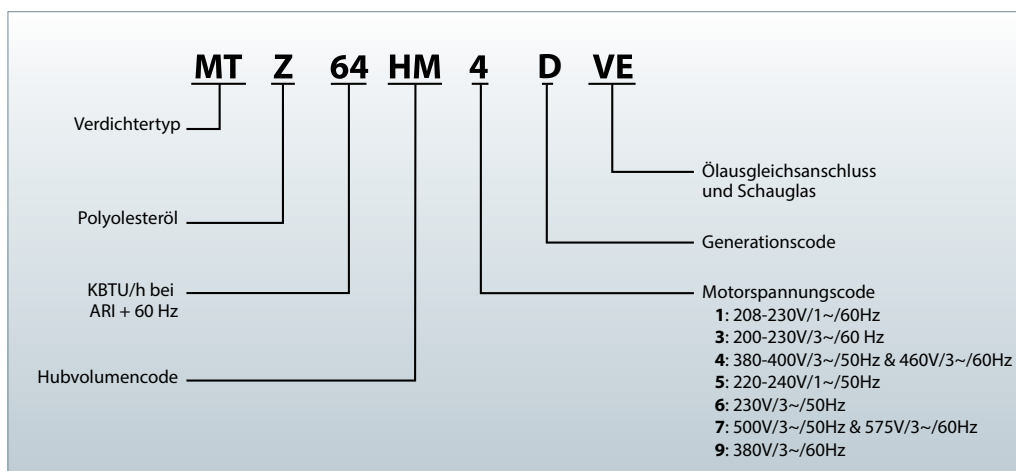 MT Z 64 HM 4 D VE
Verdichtertyp
Polyolesteröl
KBTU/h bei
ARI + 60 Hz
Hubvolumencode
Ölausgleichsanschluss
und Schauglas
Generationscode
Motorspannungscode
1: 208-230V/1~/60Hz
3: 200-230V/3~/60 Hz
4: 380-400V/3~/50Hz & 460V/3~/60Hz
5: 220-240V/1~/50Hz
6: 230V/3~/50Hz
7: 500V/3~/50Hz & 575V/3~/60Hz
9: 380V/3~/60Hz